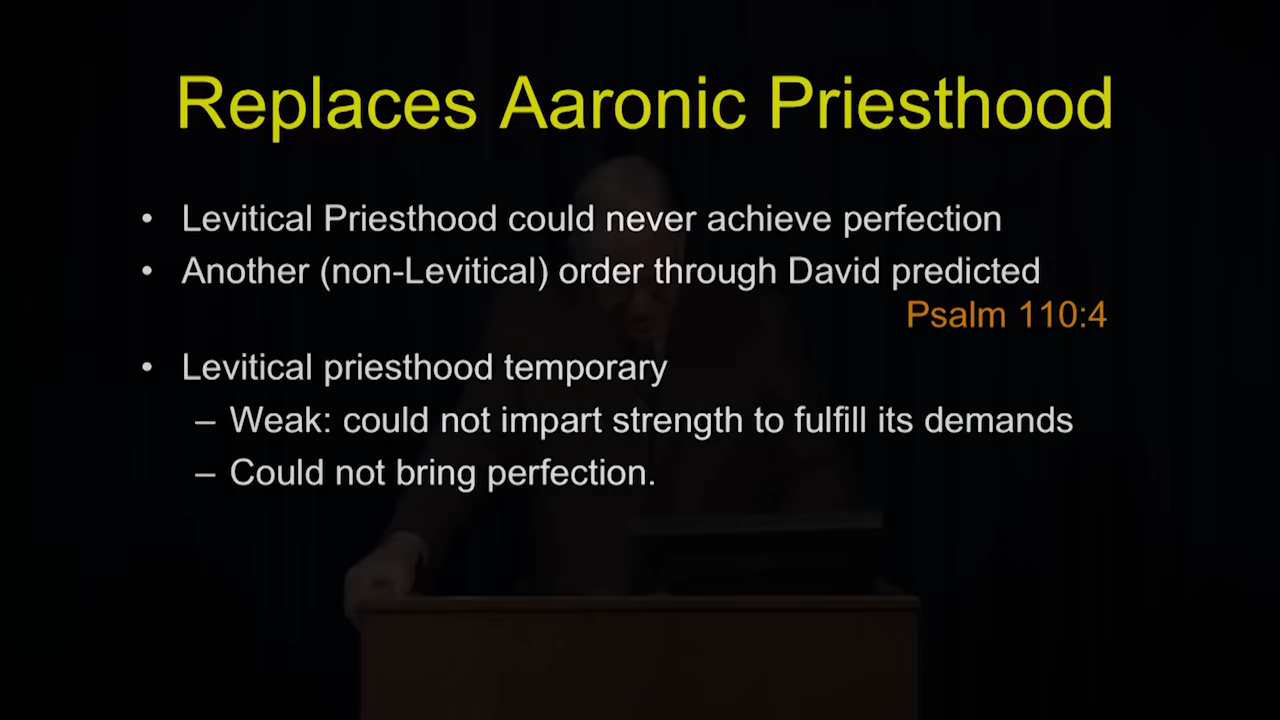 Replaces Aaronic Priesthood
• Levitical Priesthood could never achieve perfection
• Another (non-Levitical) order through David predicted
Psalm 110:4
• Levitical priesthood temporary
– Weak: could not impart strength to fulfill its demands
– Could not bring perfection.